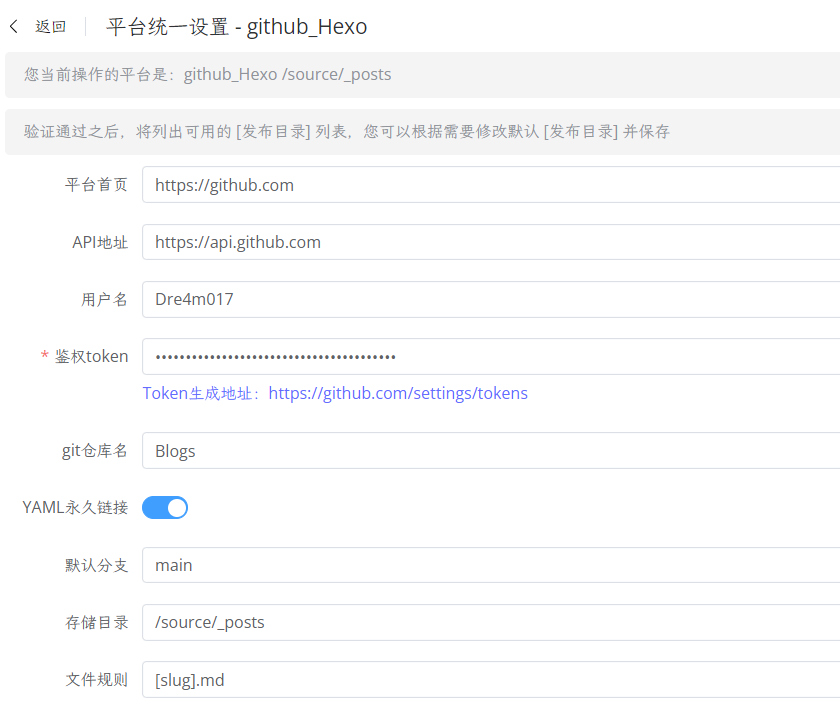 返回 平台统一设置 - github_Hexo
您当前操作的平台是：github_Hexo /source/_posts
验证通过之后，将列出可用的 [发布目录] 列表，您可以根据需要修改默认 [发布目录] 并保存
平台首页 https://github.com
API地址 https://api.github.com
用户名 Dre4m017
* 鉴权token ••••••••••••••••••••••••••••••••••••••••
Token生成地址：https://github.com/settings/tokens
git仓库名 Blogs
YAML永久链接
默认分支 main
存储目录 /source/_posts
文件规则 [slug].md